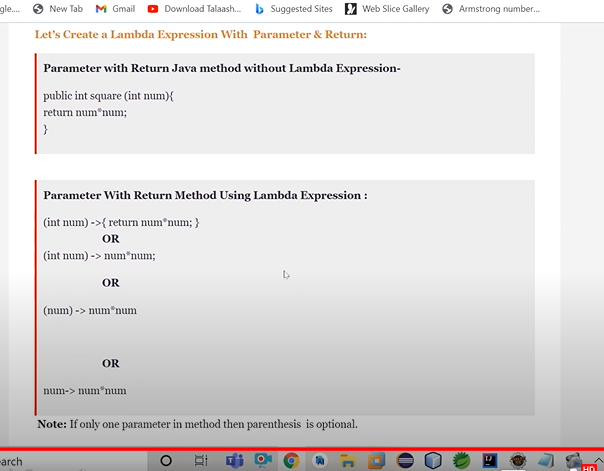 gle....
New Tab
Gmail
Download Talaash...
Suggested Sites
Web Slice Gallery
Armstrong number...
Let's Create a Lambda Expression With Parameter & Return:
Parameter with Return Java method without Lambda Expression-
public int square (int num){
return num*num;
}
Parameter With Return Method Using Lambda Expression :
(int num) ->{ return num*num; }
OR
(int num) -> num*num;
OR
(num) -> num*num
OR
num-> num*num
Note: If only one parameter in method then parenthesis is optional.
earch
HD